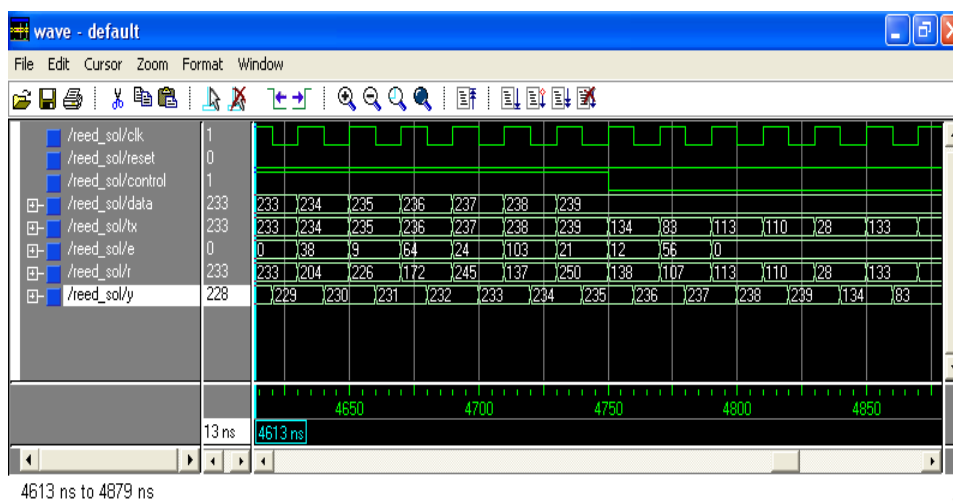 wave - default
File Edit Cursor Zoom Format Window
/reed_sol/clk 1
/reed_sol/reset 0
/reed_sol/control 1
/reed_sol/data 233 233 234 235 236 237 238 239
/reed_sol/tx 233 233 234 235 236 237 238 239 134 83 113 110 28 133
/reed_sol/e 0 0 38 9 64 24 103 21 12 56 0
/reed_sol/r 233 233 204 226 172 245 137 250 138 107 113 110 28 133
/reed_sol/y 228 229 230 231 232 233 234 235 236 237 238 239 134 83
4650 4700 4750 4800 4850
13 ns 4613 ns
4613 ns to 4879 ns